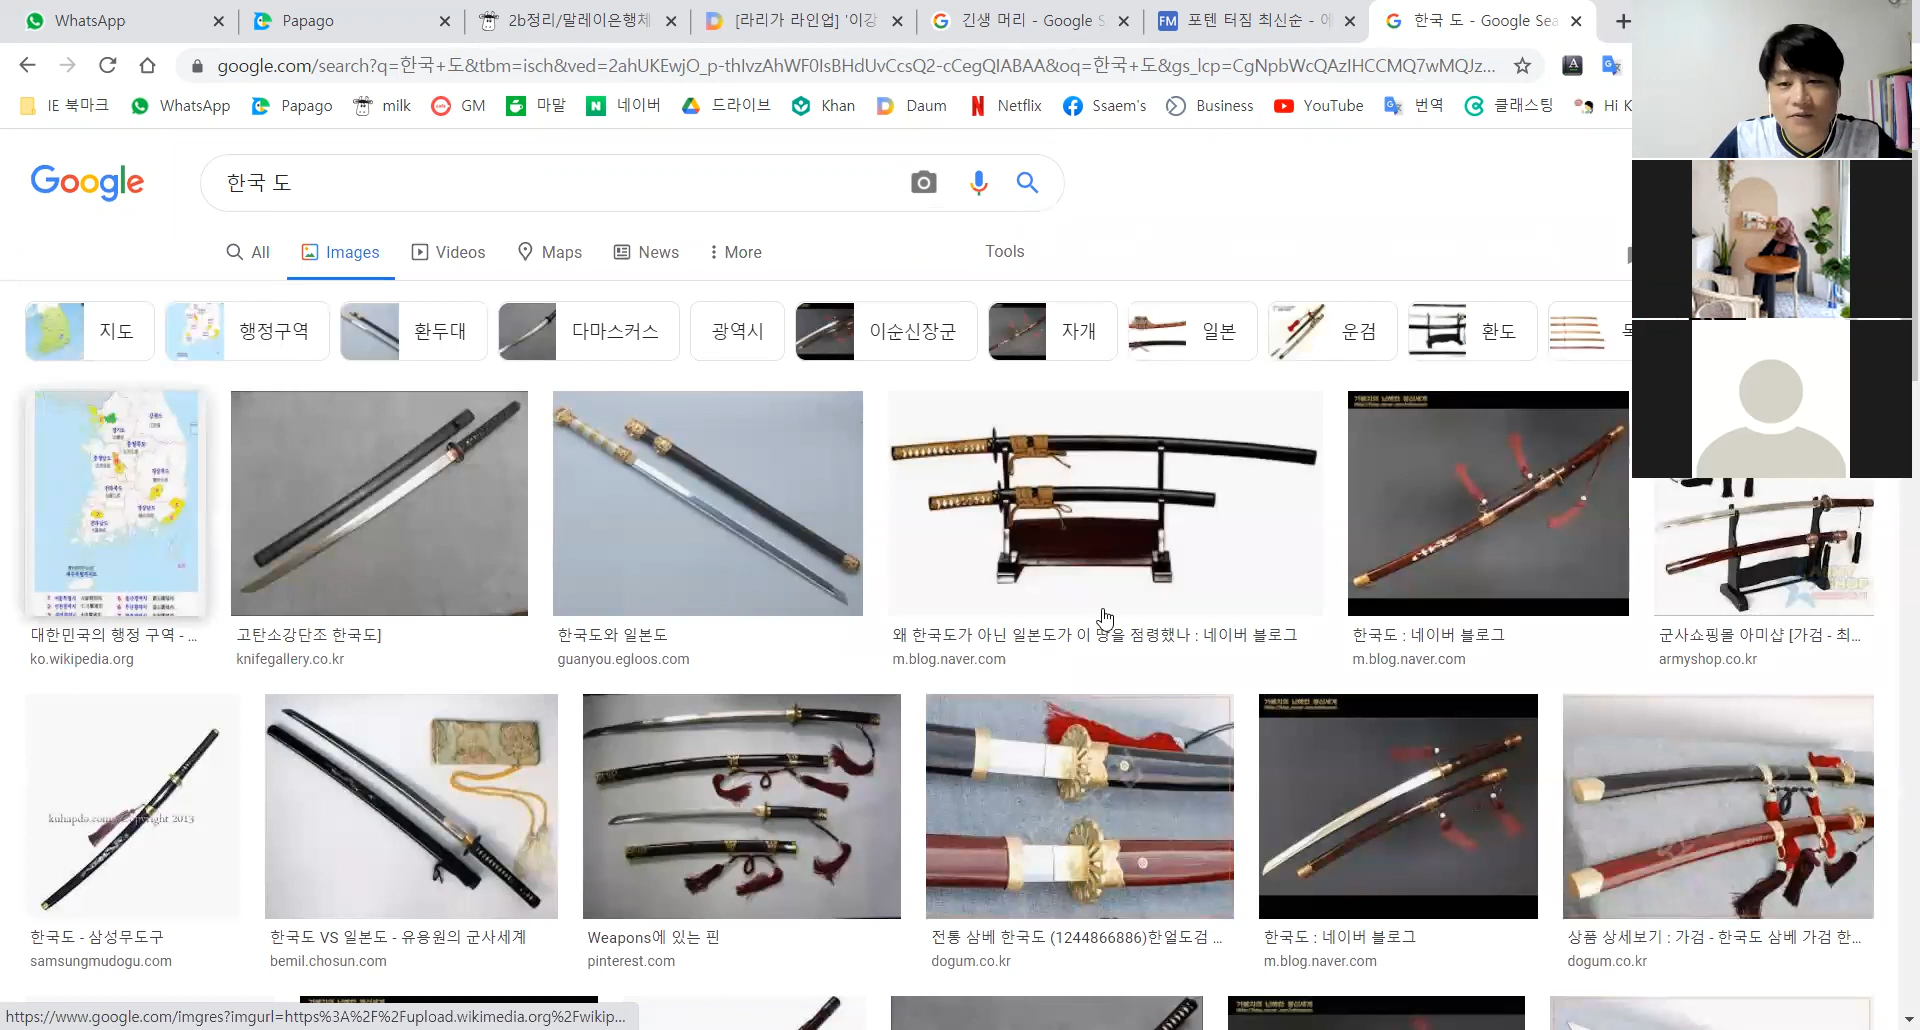 WhatsApp
Papago
2b정리/말레이은행체
[라리가 라인업] '이강
긴생 머리 - Google S
FM 포텐 터짐 최신순 - 에
한국 도 - Google Sea
google.com/search?q=한국+도&tbm=isch&ved=2ahUKEwjO_p-thIvzAhWF0IsBHdUvCcsQ2-cCegQIABAA&oq=한국+도&gs_lcp=CgNpbWcQAzIHCCMQ7wMQJz...
IE 북마크 WhatsApp Papago milk GM 마말 네이버 드라이브 Khan Daum Netflix Ssaem's Business YouTube 번역 클래스팅 Hi K
Google
한국 도
All Images Videos Maps News More Tools
지도 행정구역 환두대 다마스커스 광역시 이순신장군 자개 일본 운검 환도
대한민국의 행정 구역 - ...
ko.wikipedia.org
고탄소강단조 한국도]
knifegallery.co.kr
한국도와 일본도
guanyou.egloos.com
왜 한국도가 아닌 일본도가 이 땅을 점령했나 : 네이버 블로그
m.blog.naver.com
한국도 : 네이버 블로그
m.blog.naver.com
군사쇼핑몰 아미샵 [가검 - 최...
armyshop.co.kr
한국도 - 삼성무도구
samsungmudogu.com
한국도 VS 일본도 - 유용원의 군사세계
bemil.chosun.com
Weapons에 있는 핀
pinterest.com
전통 삼베 한국도 (1244866886)한얼도검 ...
dogum.co.kr
한국도 : 네이버 블로그
m.blog.naver.com
상품 상세보기 : 가검 - 한국도 삼베 가검 한...
dogum.co.kr
https://www.google.com/imgres?imgurl=https%3A%2F%2Fupload.wikimedia.org%2Fwikip...